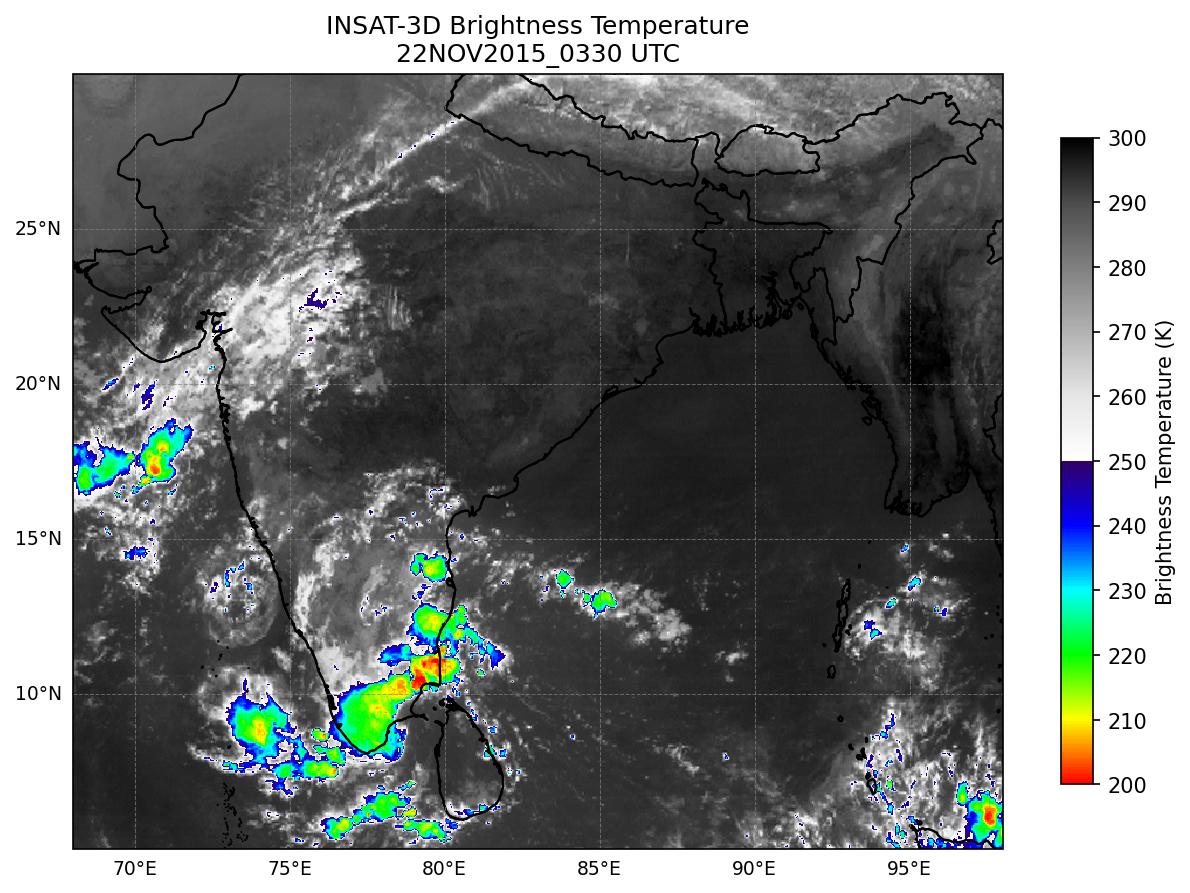 INSAT-3D Brightness Temperature
22NOV2015_0330 UTC
25°N
20°N
15°N
10°N
70°E
75°E
80°E
85°E
90°E
95°E
300
290
280
270
260
250
240
230
220
210
200
Brightness Temperature (K)